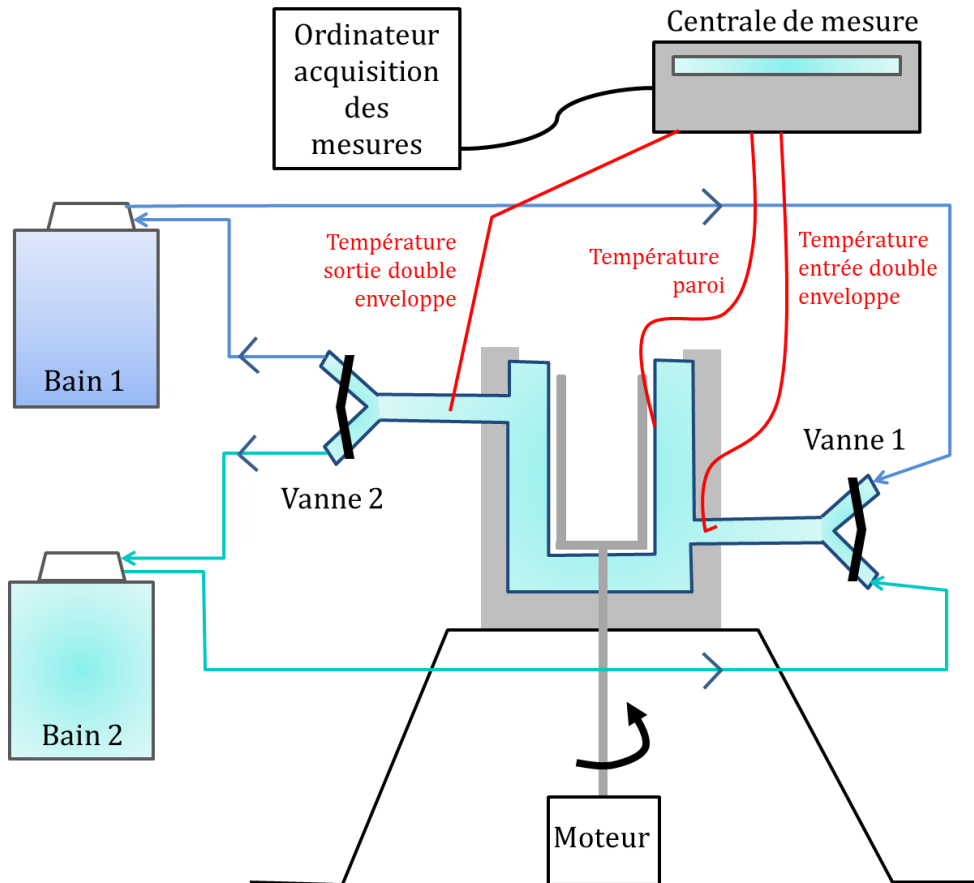 Centrale de mesure
Ordinateur
acquisition
des
mesures
Température
sortie double
enveloppe
Température
paroi
Température
entrée double
enveloppe
Bain 1
Vanne 1
Vanne 2
Bain 2
Moteur